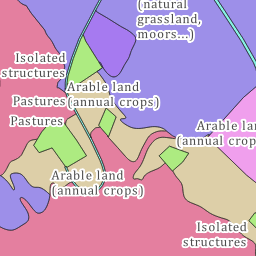 (natural
grassland,
moors...)
Isolated
structures
Arable land
(annual crops)
Pastures
Pastures
Arable lan
(annual crop
Arable land
(annual crops)
Isolated
structures